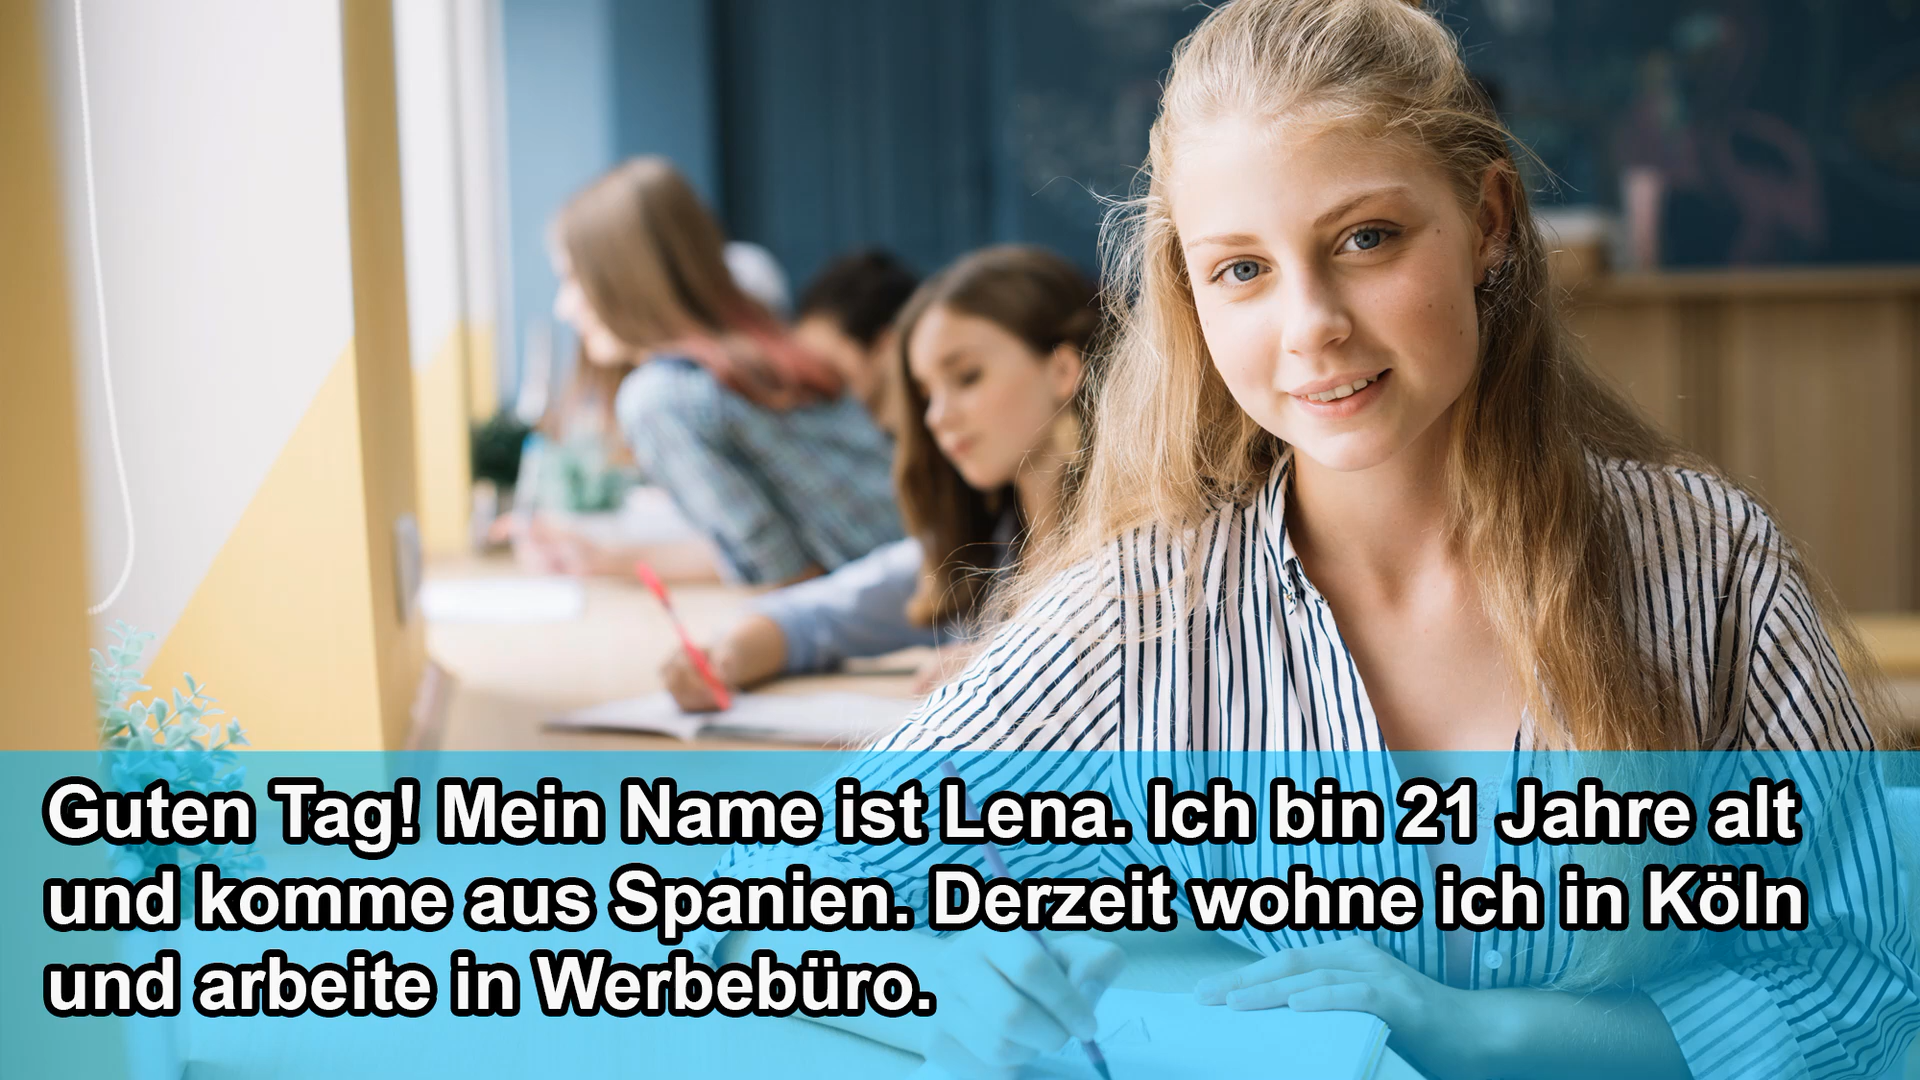 Guten Tag! Mein Name ist Lena. Ich bin 21 Jahre alt
und komme aus Spanien. Derzeit wohne ich in Köln
und arbeite in Werbebüro.